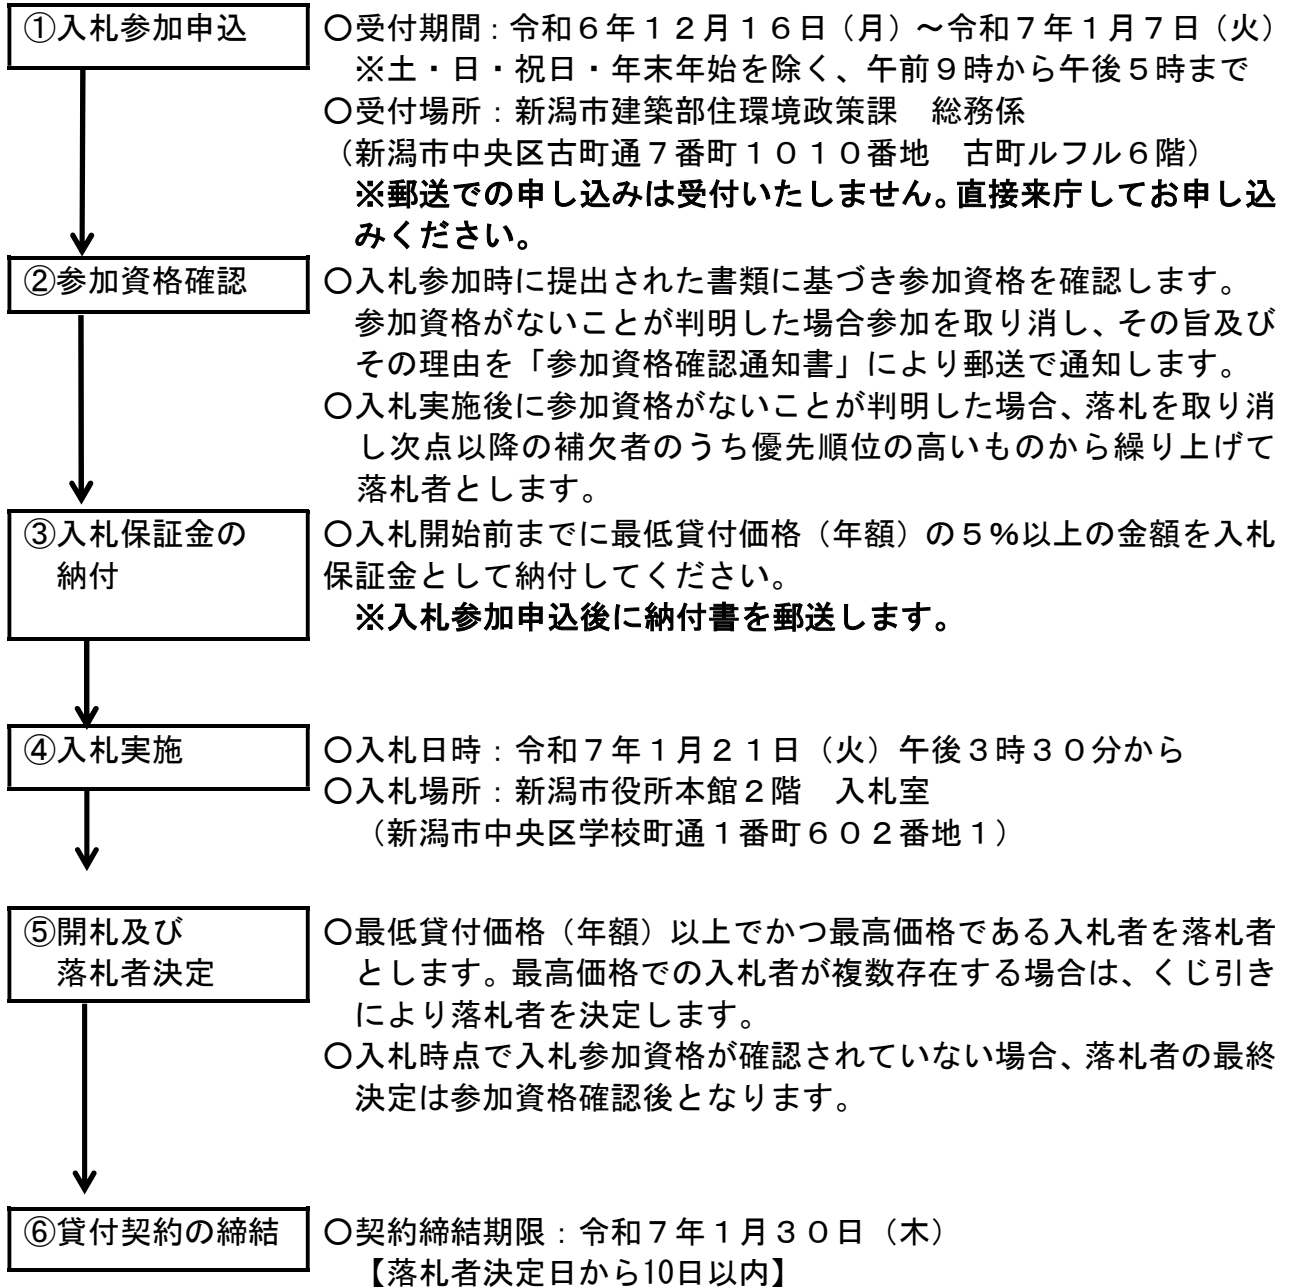 ①入札参加申込
〇受付期間：令和６年１２月１６日（月）～令和７年１月７日（火）
※土・日・祝日・年末年始を除く、午前９時から午後５時まで
〇受付場所：新潟市建築部住環境政策課　総務係
（新潟市中央区古町通７番町１０１０番地　古町ルフル６階）
※郵送での申し込みは受付いたしません。直接来庁してお申し込
みください。
②参加資格確認
〇入札参加時に提出された書類に基づき参加資格を確認します。
参加資格がないことが判明した場合参加を取り消し、その旨及び
その理由を「参加資格確認通知書」により郵送で通知します。
〇入札実施後に参加資格がないことが判明した場合、落札を取り消
し次点以降の補欠者のうち優先順位の高いものから繰り上げて
落札者とします。
③入札保証金の
納付
〇入札開始前までに最低貸付価格（年額）の５％以上の金額を入札
保証金として納付してください。
※入札参加申込後に納付書を郵送します。
④入札実施
〇入札日時：令和７年１月２１日（火）午後３時３０分から
〇入札場所：新潟市役所本館２階　入札室
（新潟市中央区学校町通１番町６０２番地１）
⑤開札及び
落札者決定
〇最低貸付価格（年額）以上でかつ最高価格である入札者を落札者
とします。最高価格での入札者が複数存在する場合は、くじ引き
により落札者を決定します。
〇入札時点で入札参加資格が確認されていない場合、落札者の最終
決定は参加資格確認後となります。
⑥貸付契約の締結
〇契約締結期限：令和７年１月３０日（木）
【落札者決定日から10日以内】